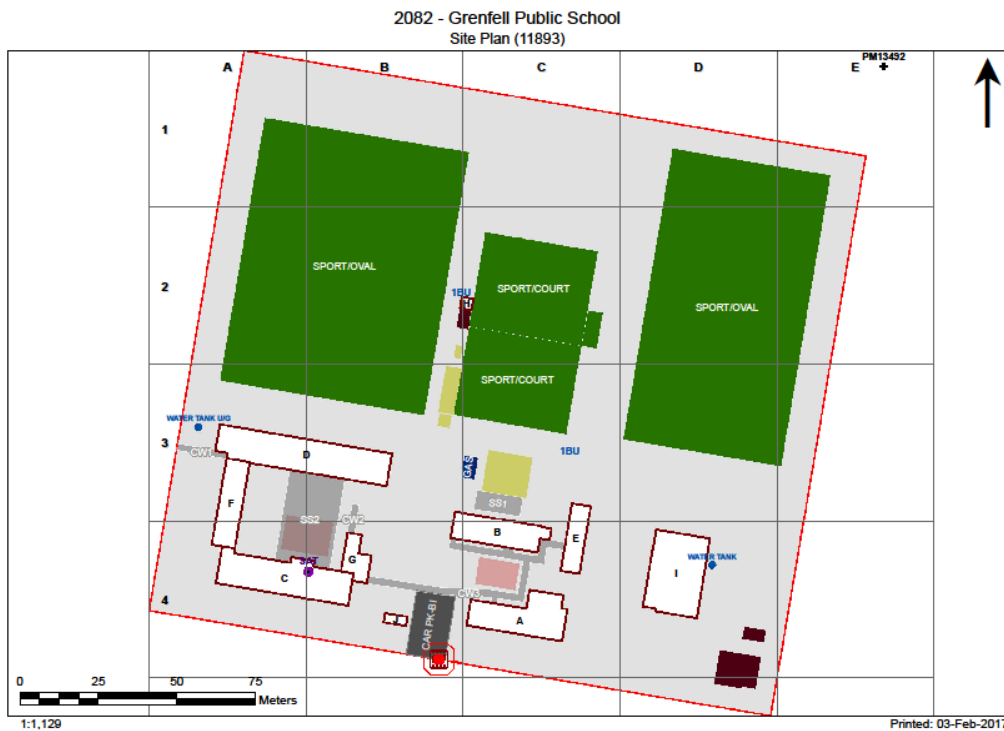 2082 - Grenfell Public School
Site Plan (11893)
A B C D E
PM13492
1
SPORT/OVAL
2
1BU
H
SPORT/COURT
SPORT/OVAL
SPORT/COURT
WATER TANK U/G
3
CW1
D
GAS
1BU
F
SS1
SS2
CW2
B
E
G
SAT
C
WATER TANK
I
4
CW3
J
CAR PK-BI
A
0 25 50 75
Meters
1:1,129
Printed: 03-Feb-2017